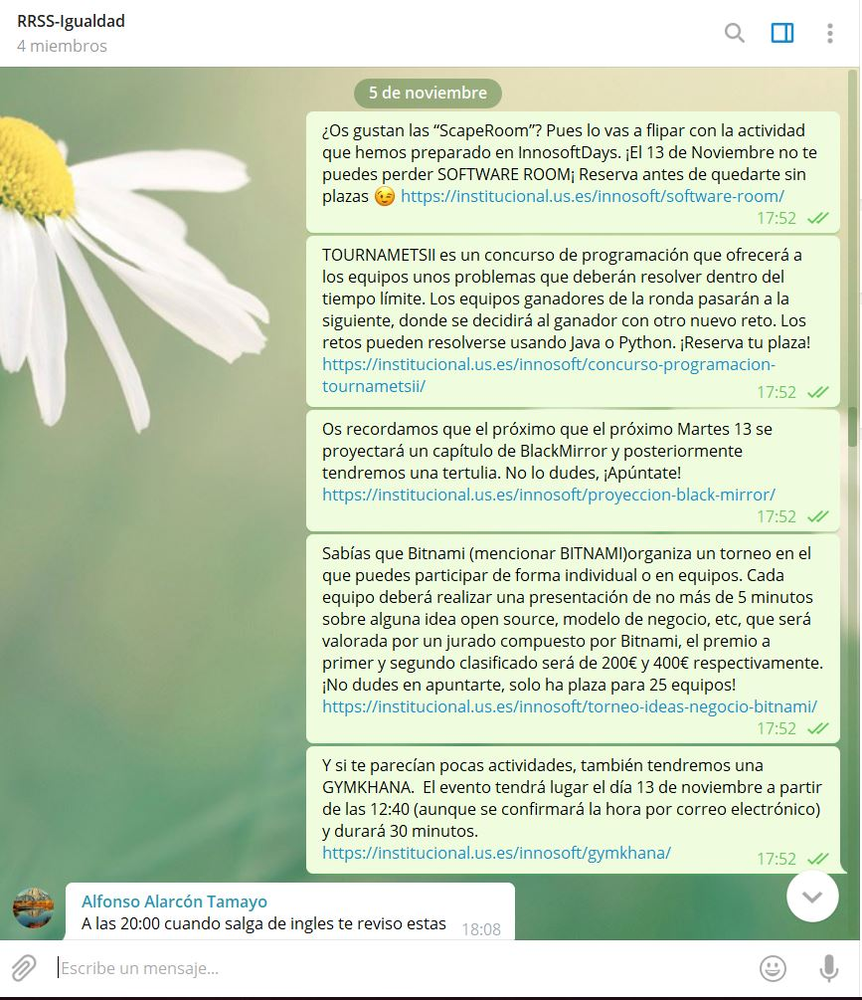 RRSS-Igualdad
4 miembros
5 de noviembre
¿Os gustan las “ScapeRoom”? Pues lo vas a flipar con la actividad
que hemos preparado en InnosoftDays. ¡El 13 de Noviembre no te
puedes perder SOFTWARE ROOM¡ Reserva antes de quedarte sin
plazas 😉 https://institucional.us.es/innosoft/software-room/
17:52
TOURNAMETSII es un concurso de programación que ofrecerá a
los equipos unos problemas que deberán resolver dentro del
tiempo límite. Los equipos ganadores de la ronda pasarán a la
siguiente, donde se decidirá al ganador con otro nuevo reto. Los
retos pueden resolverse usando Java o Python. ¡Reserva tu plaza!
https://institucional.us.es/innosoft/concurso-programacion-
tournametsii/
17:52
Os recordamos que el próximo que el próximo Martes 13 se
proyectará un capítulo de BlackMirror y posteriormente
tendremos una tertulia. No lo dudes, ¡Apúntate!
https://institucional.us.es/innosoft/proyeccion-black-mirror/
17:52
Sabías que Bitnami (mencionar BITNAMI)organiza un torneo en el
que puedes participar de forma individual o en equipos. Cada
equipo deberá realizar una presentación de no más de 5 minutos
sobre alguna idea open source, modelo de negocio, etc, que será
valorada por un jurado compuesto por Bitnami, el premio a
primer y segundo clasificado será de 200€ y 400€ respectivamente.
¡No dudes en apuntarte, solo ha plaza para 25 equipos!
https://institucional.us.es/innosoft/torneo-ideas-negocio-bitnami/
17:52
Y si te parecían pocas actividades, también tendremos una
GYMKHANA.  El evento tendrá lugar el día 13 de noviembre a partir
de las 12:40 (aunque se confirmará la hora por correo electrónico)
y durará 30 minutos.
https://institucional.us.es/innosoft/gymkhana/
17:52
Alfonso Alarcón Tamayo
A las 20:00 cuando salga de ingles te reviso estas
18:08
Escribe un mensaje...